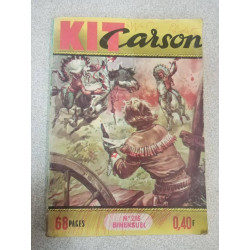 KIT Carson
BIMENSUEL
68 PAGES
0,40F